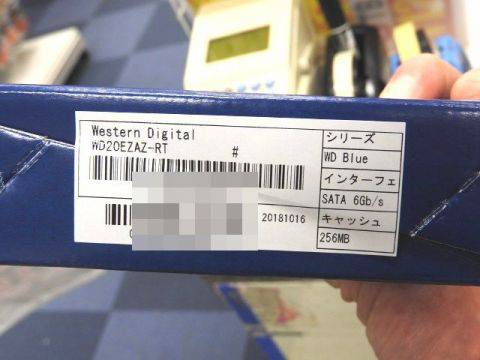 Western Digital
WD20EZAZ-RT
#
20181016
シリーズ
WD Blue
インターフェ
SATA 6Gb/s
キャッシュ
256MB